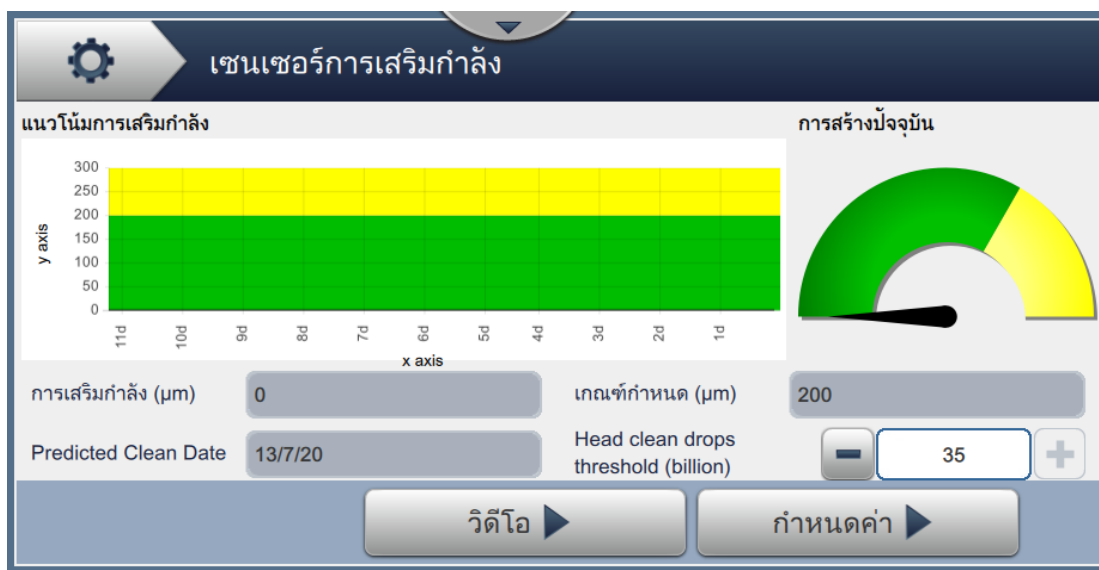 เซนเซอร์การเสริมกำลัง
แนวโน้มการเสริมกำลัง
การสร้างปัจจุบัน
300
250
200
150
100
50
0
y axis
11d 10d 9d 8d 7d 6d 5d 4d 3d 2d 1d
x axis
การเสริมกำลัง (µm) 0
เกณฑ์กำหนด (µm) 200
Predicted Clean Date 13/7/20
Head clean drops
threshold (billion)
35
วิดีโอ
กำหนดค่า